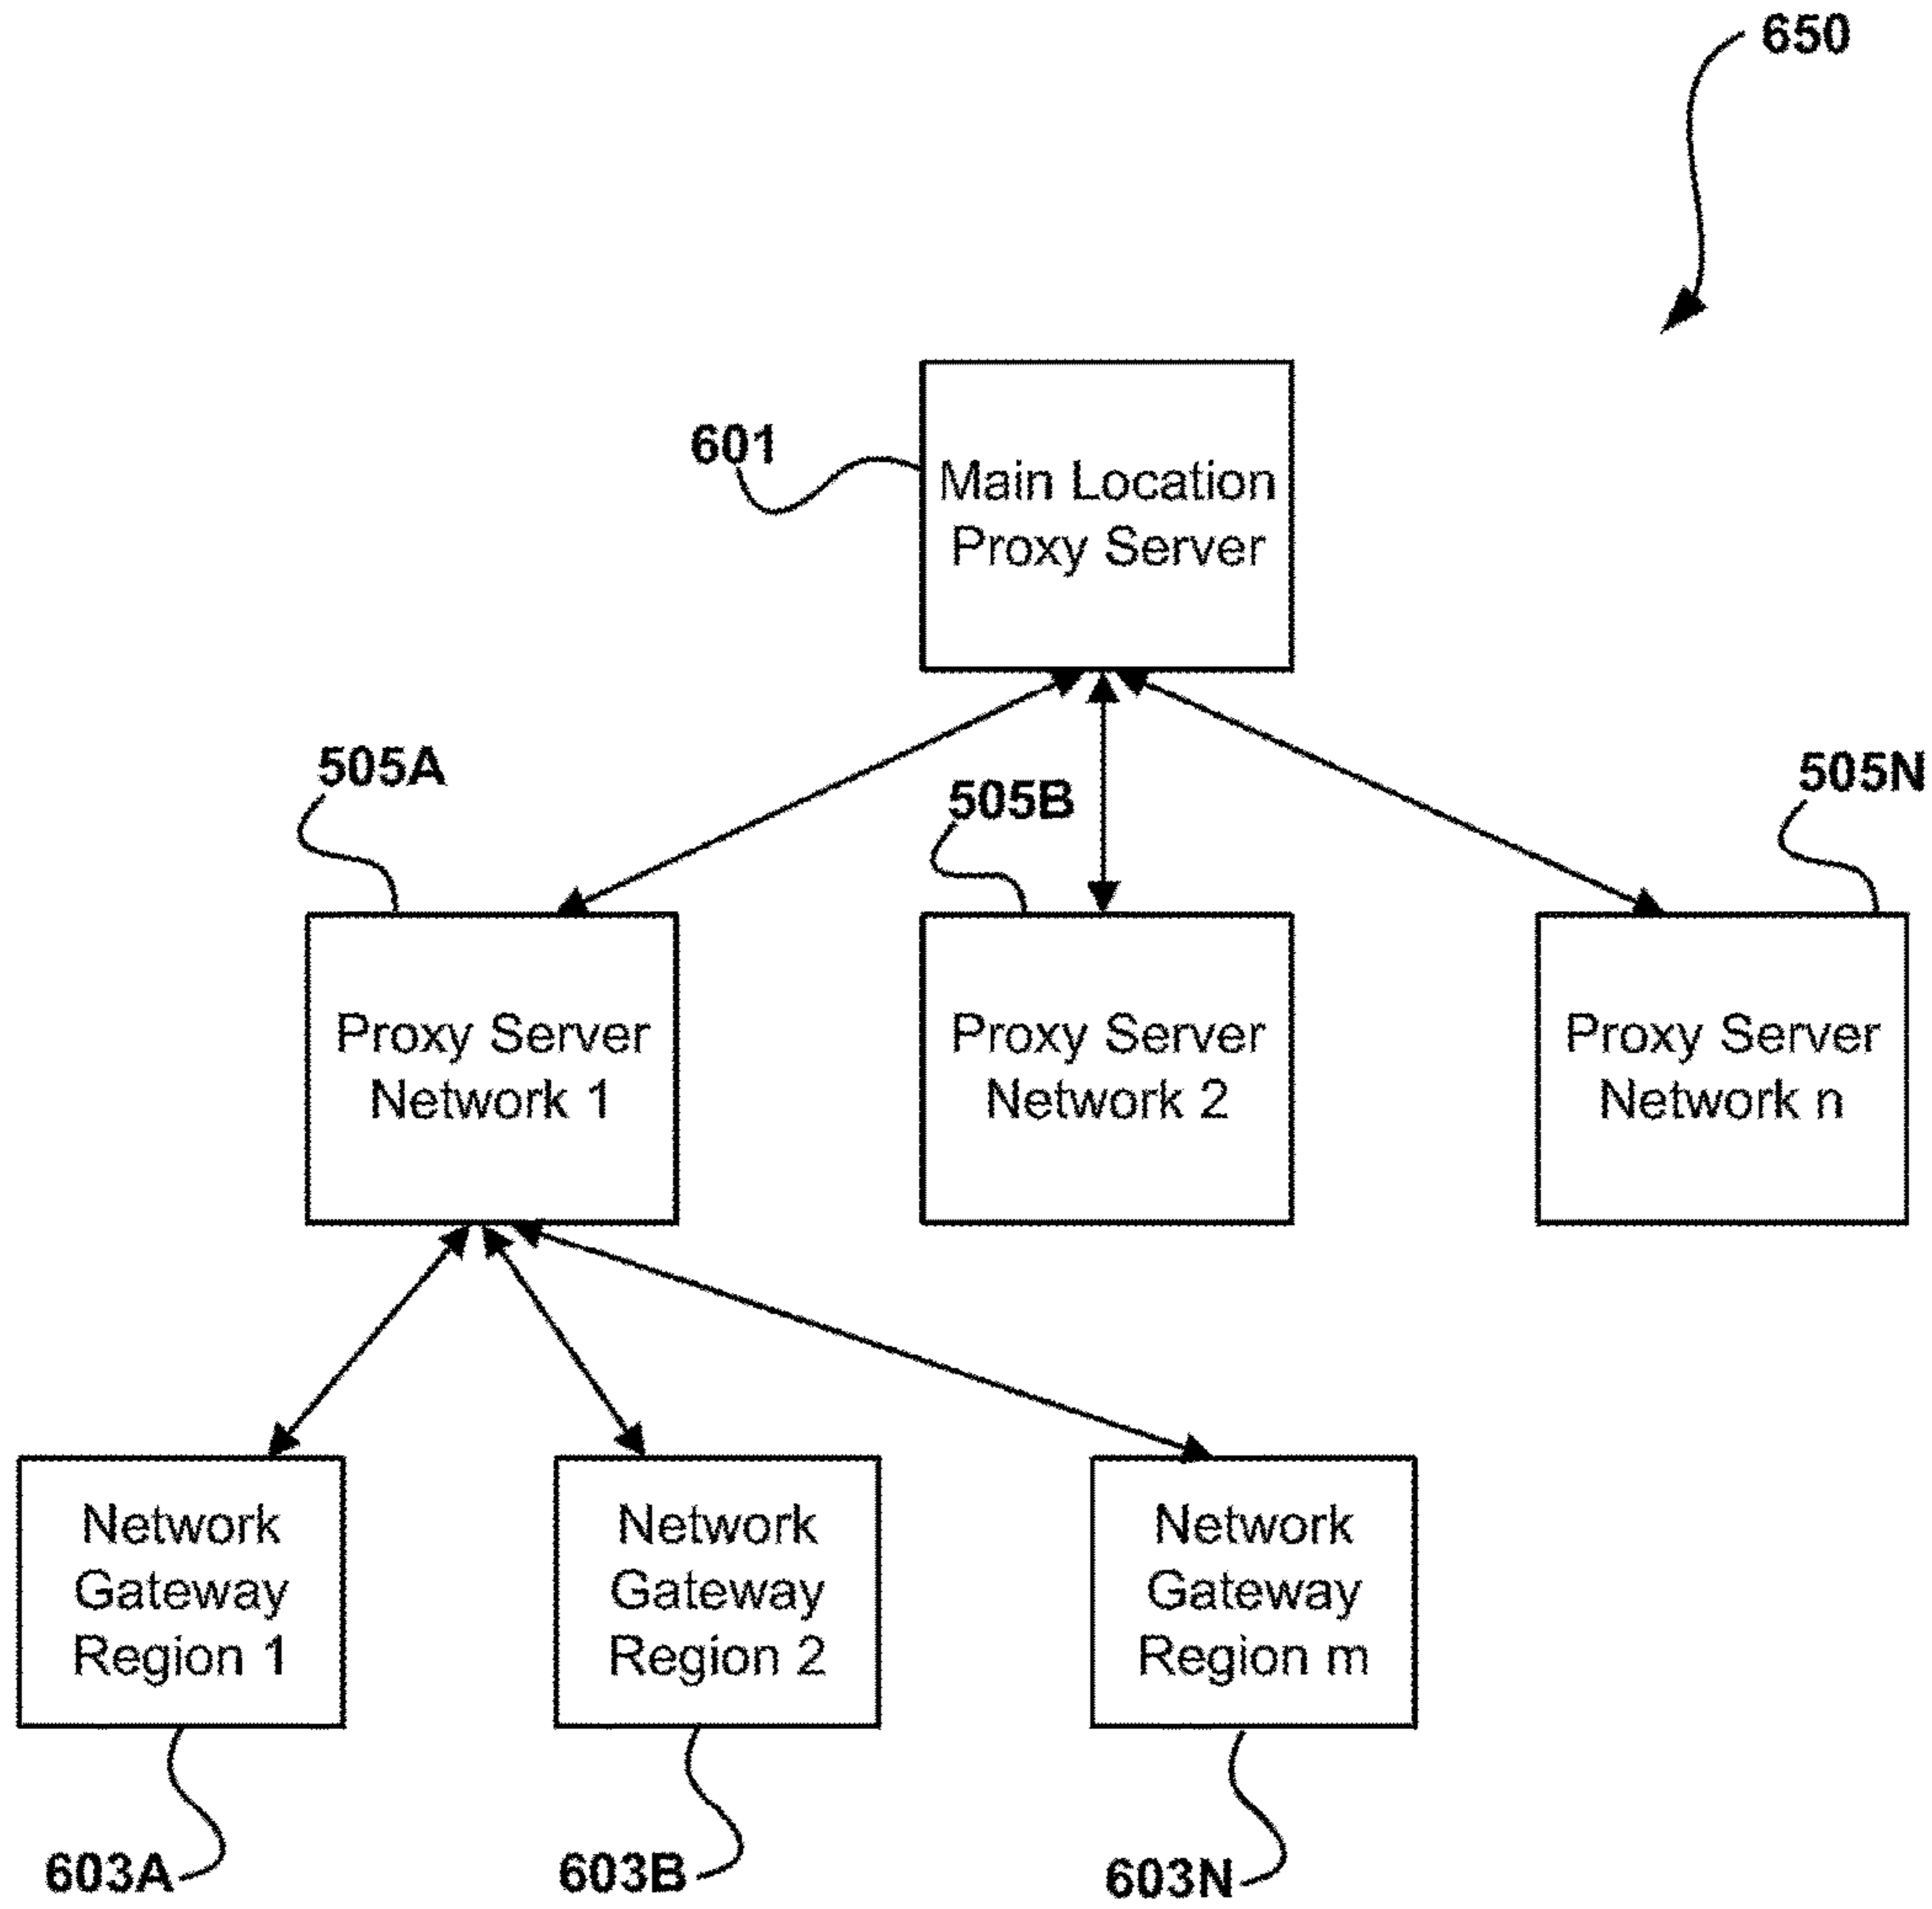 650
601
Main Location
Proxy Server
505A
505B
505N
Proxy Server
Network 1
Proxy Server
Network 2
Proxy Server
Network n
Network
Gateway
Region 1
Network
Gateway
Region 2
Network
Gateway
Region m
603A
603B
603N